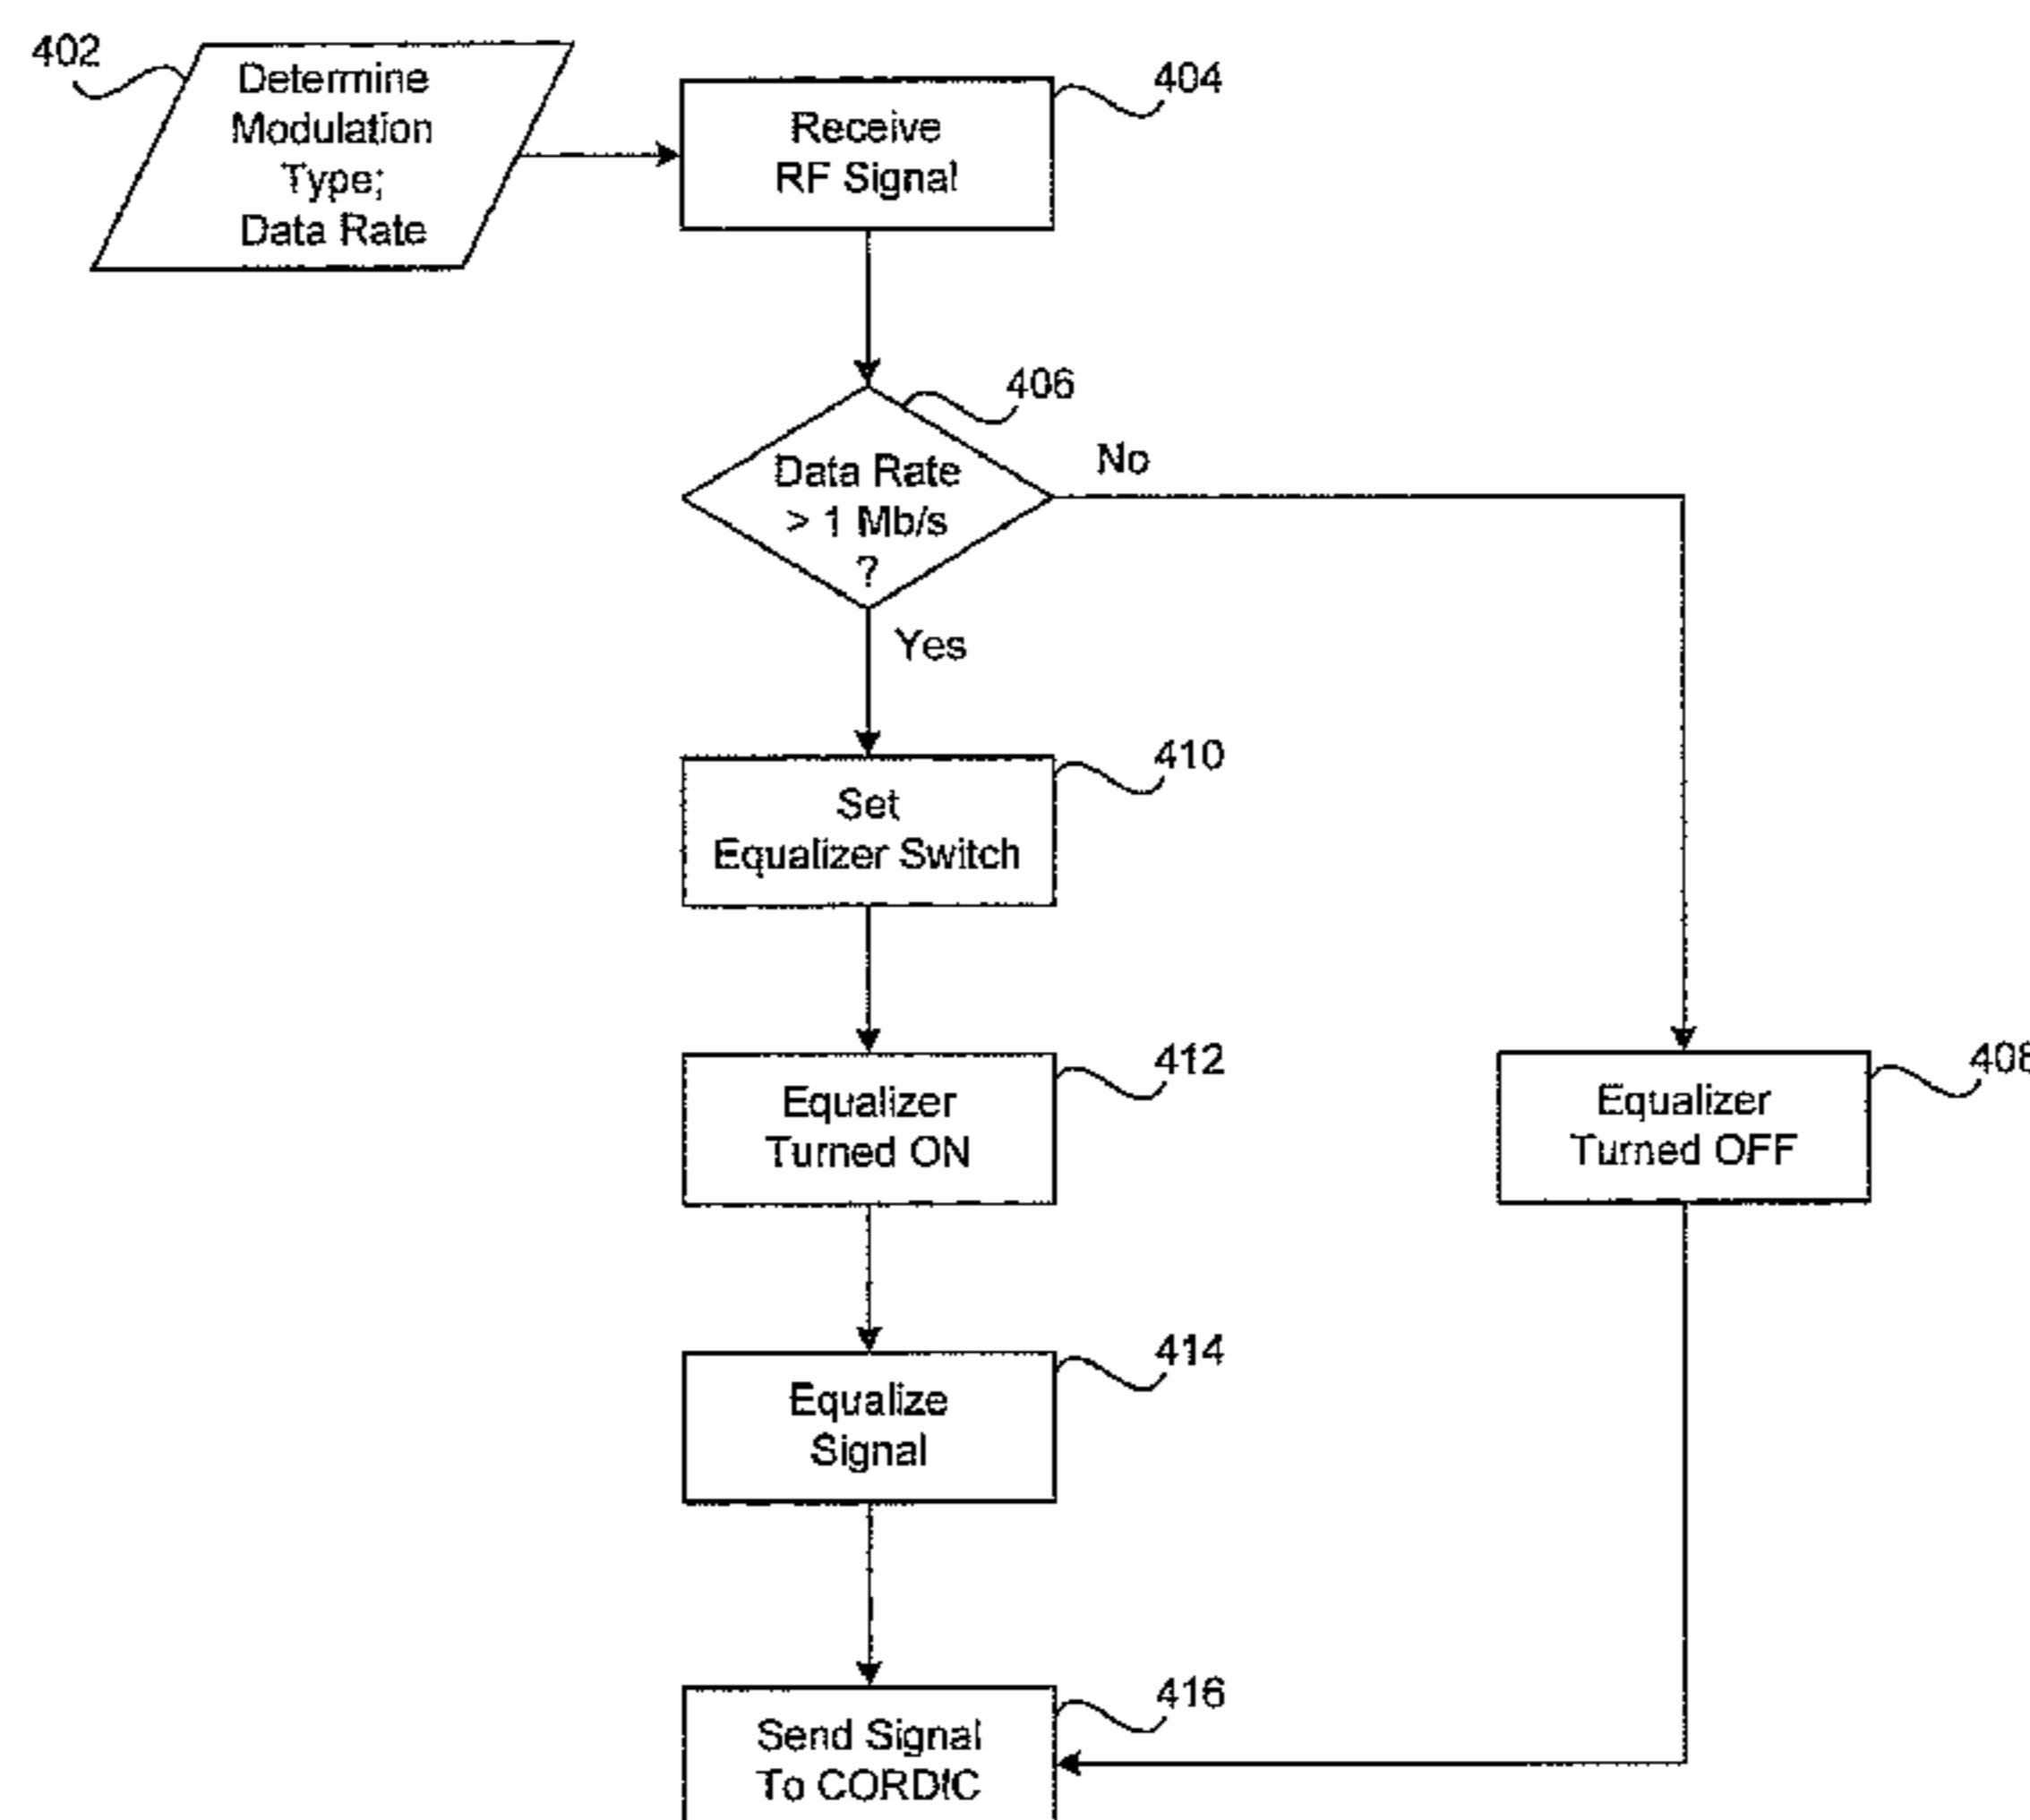 402
Determine
Modulation
Type;
Data Rate
404
Receive
RF Signal
406
Data Rate
> 1 Mb/s
?
No
Yes
410
Set
Equalizer Switch
412
Equalizer
Turned ON
408
Equalizer
Turned OFF
414
Equalize
Signal
416
Send Signal
To CORDIC